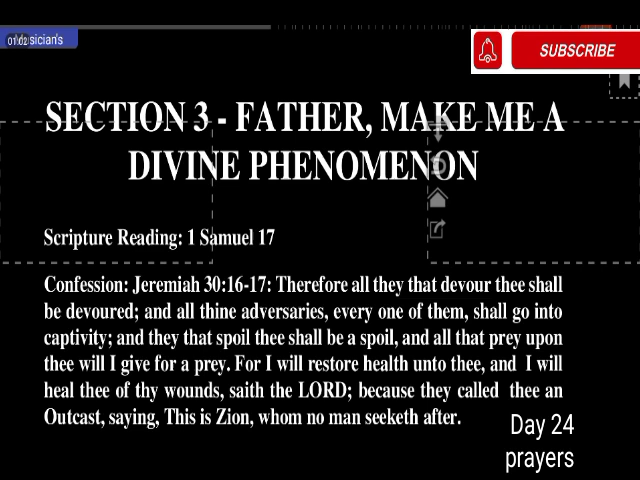 01:02
SUBSCRIBE
SECTION 3 - FATHER, MAKE ME A
DIVINE PHENOMENON
Scripture Reading: 1 Samuel 17
Confession: Jeremiah 30:16-17: Therefore all they that devour thee shall
be devoured; and all thine adversaries, every one of them, shall go into
captivity; and they that spoil thee shall be a spoil, and all that prey upon
thee will I give for a prey. For I will restore health unto thee, and I will
heal thee of thy wounds, saith the LORD; because they called thee an
Outcast, saying, This is Zion, whom no man seeketh after.
Day 24
prayers